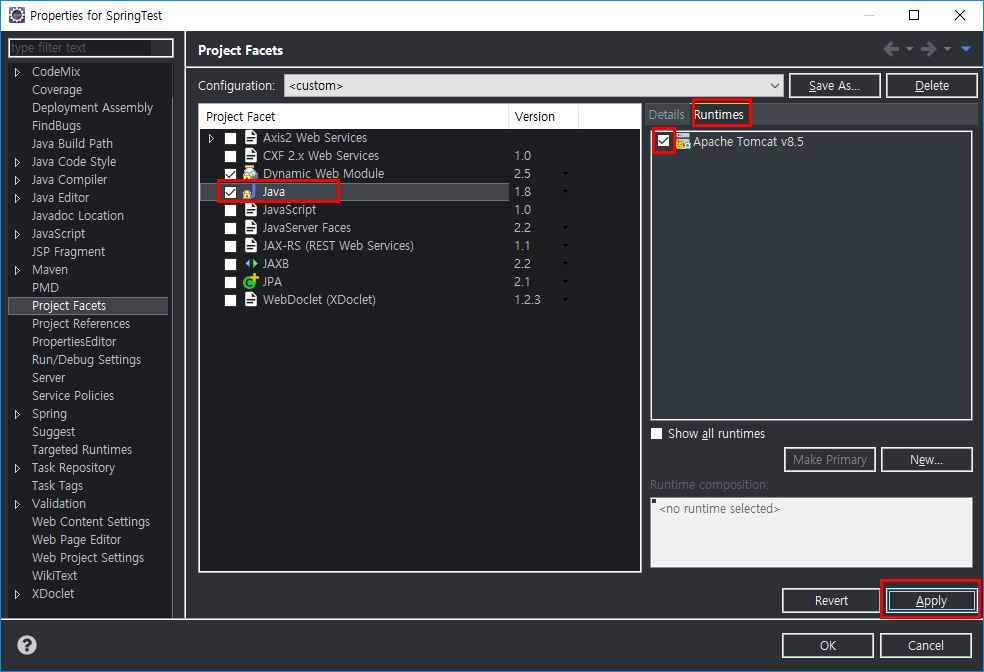 Properties for SpringTest
type filter text
CodeMix
Coverage
Deployment Assembly
FindBugs
Java Build Path
Java Code Style
Java Compiler
Java Editor
Javadoc Location
JavaScript
JSP Fragment
Maven
PMD
Project Facets
Project References
PropertiesEditor
Run/Debug Settings
Server
Service Policies
Spring
Suggest
Targeted Runtimes
Task Repository
Task Tags
Validation
Web Content Settings
Web Page Editor
Web Project Settings
WikiText
XDoclet
Project Facets
Configuration: <custom> Save As... Delete
Project Facet Version
Axis2 Web Services
CXF 2.x Web Services 1.0
Dynamic Web Module 2.5
Java 1.8
JavaScript 1.0
JavaServer Faces 2.2
JAX-RS (REST Web Services) 1.1
JAXB 2.2
JPA 2.1
WebDoclet (XDoclet) 1.2.3
Details Runtimes
Apache Tomcat v8.5
Show all runtimes
Make Primary New...
Runtime composition:
<no runtime selected>
Revert Apply
OK Cancel